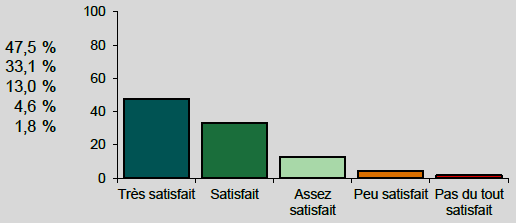 47,5 %
33,1 %
13,0 %
4,6 %
1,8 %
100
80
60
40
20
0
Très satisfait
Satisfait
Assez
satisfait
Peu satisfait
Pas du tout
satisfait